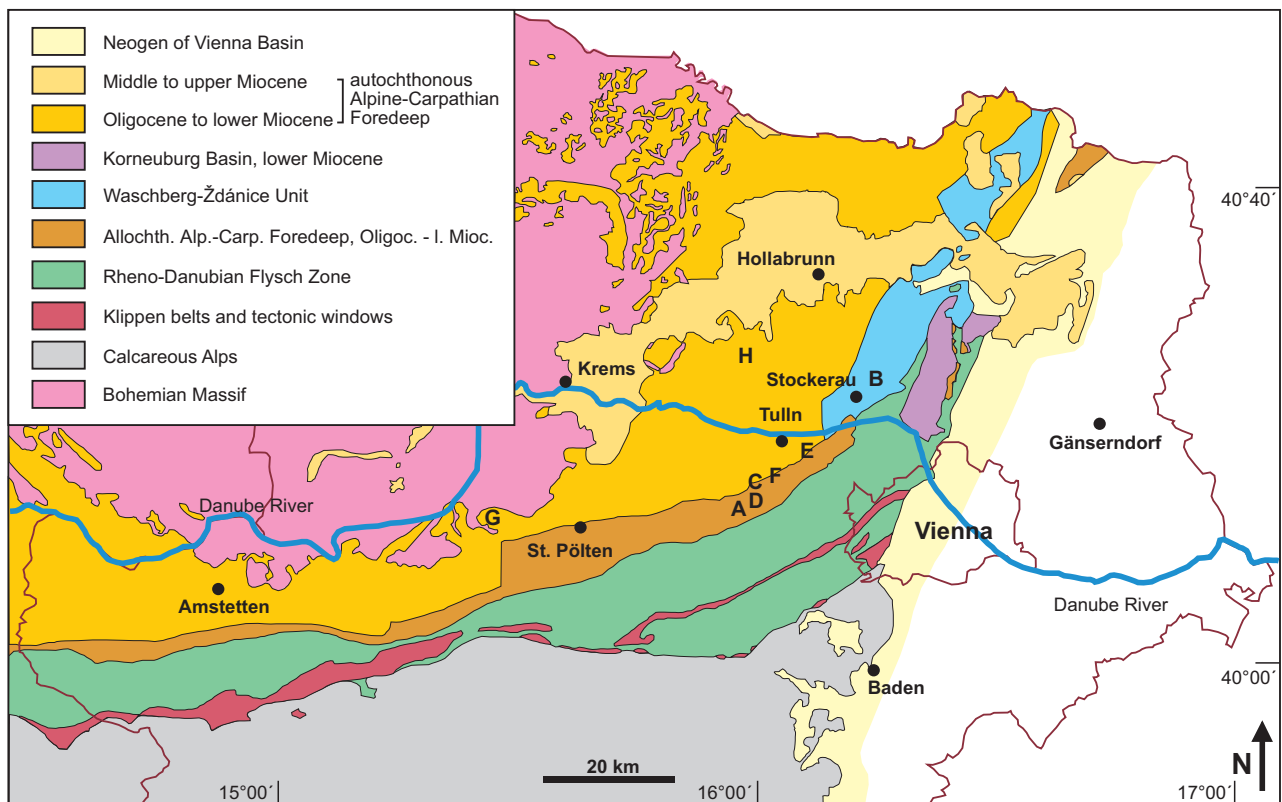 Neogen of Vienna Basin
Middle to upper Miocene
Oligocene to lower Miocene
autochthonous
Alpine-Carpathian
Foredeep
Korneuburg Basin, lower Miocene
Waschberg-Ždánice Unit
Allochth. Alp.-Carp. Foredeep, Oligoc. - l. Mioc.
Rheno-Danubian Flysch Zone
Klippen belts and tectonic windows
Calcareous Alps
Bohemian Massif
40°40´
Hollabrunn
H
Krems
Stockerau B
Tulln
Gänserndorf
E
C F
D
A
Danube River
G
St. Pölten
Vienna
Amstetten
Danube River
40°00´
Baden
20 km
N
15°00´
16°00´
17°00´